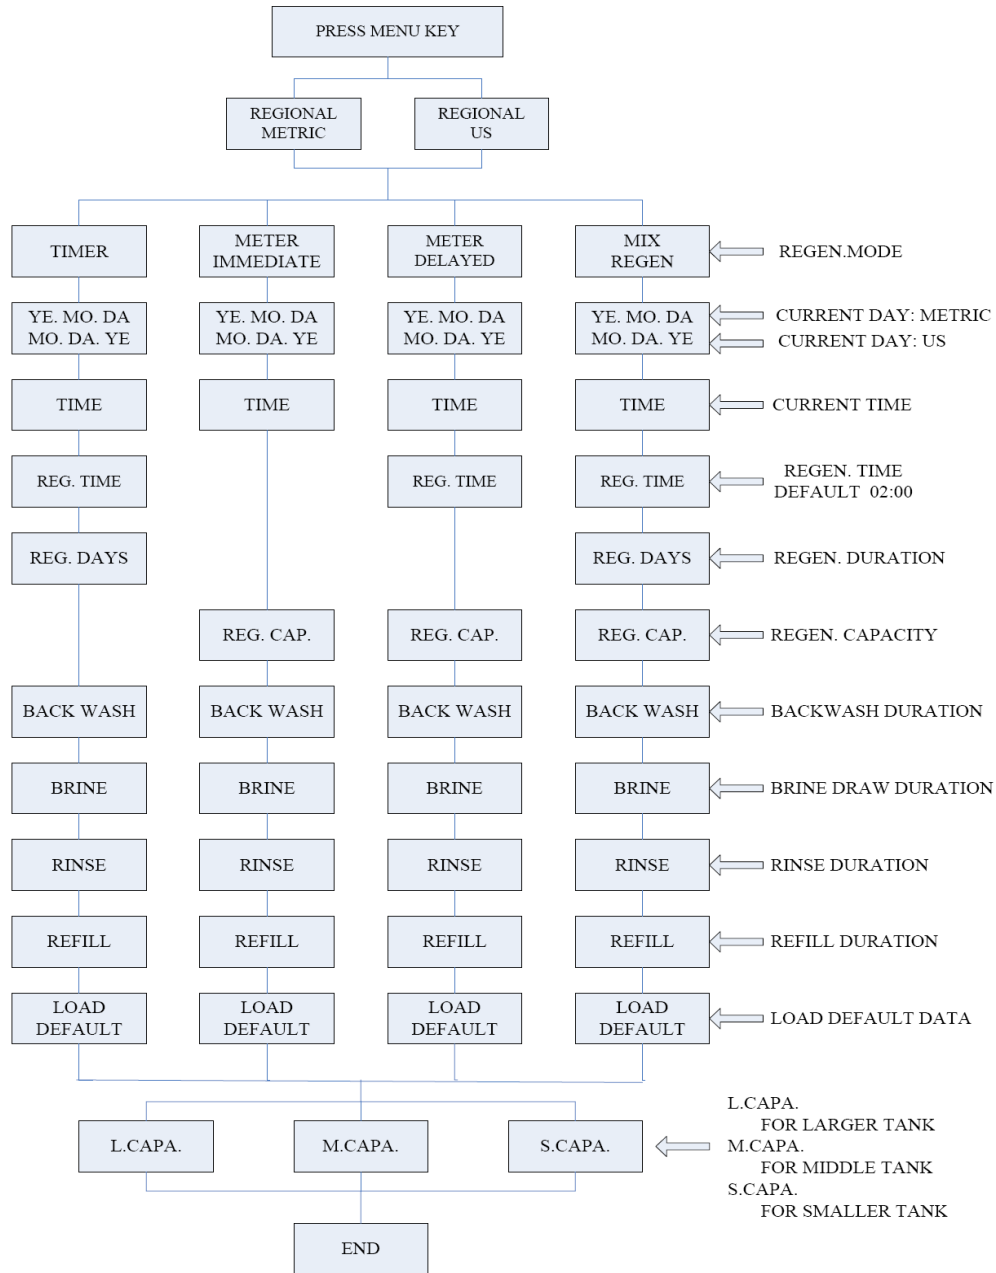 PRESS MENU KEY
REGIONAL
METRIC
REGIONAL
US
TIMER
METER
IMMEDIATE
METER
DELAYED
MIX
REGEN
REGEN.MODE
YE. MO. DA
MO. DA. YE
YE. MO. DA
MO. DA. YE
YE. MO. DA
MO. DA. YE
YE. MO. DA
MO. DA. YE
CURRENT DAY: METRIC
CURRENT DAY: US
TIME
TIME
TIME
TIME
CURRENT TIME
REG. TIME
REG. TIME
REG. TIME
REGEN. TIME
DEFAULT 02:00
REG. DAYS
REG. DAYS
REGEN. DURATION
REG. CAP.
REG. CAP.
REG. CAP.
REGEN. CAPACITY
BACK WASH
BACK WASH
BACK WASH
BACK WASH
BACKWASH DURATION
BRINE
BRINE
BRINE
BRINE
BRINE DRAW DURATION
RINSE
RINSE
RINSE
RINSE
RINSE DURATION
REFILL
REFILL
REFILL
REFILL
REFILL DURATION
LOAD
DEFAULT
LOAD
DEFAULT
LOAD
DEFAULT
LOAD
DEFAULT
LOAD DEFAULT DATA
L.CAPA.
M.CAPA.
S.CAPA.
L.CAPA.
FOR LARGER TANK
M.CAPA.
FOR MIDDLE TANK
S.CAPA.
FOR SMALLER TANK
END